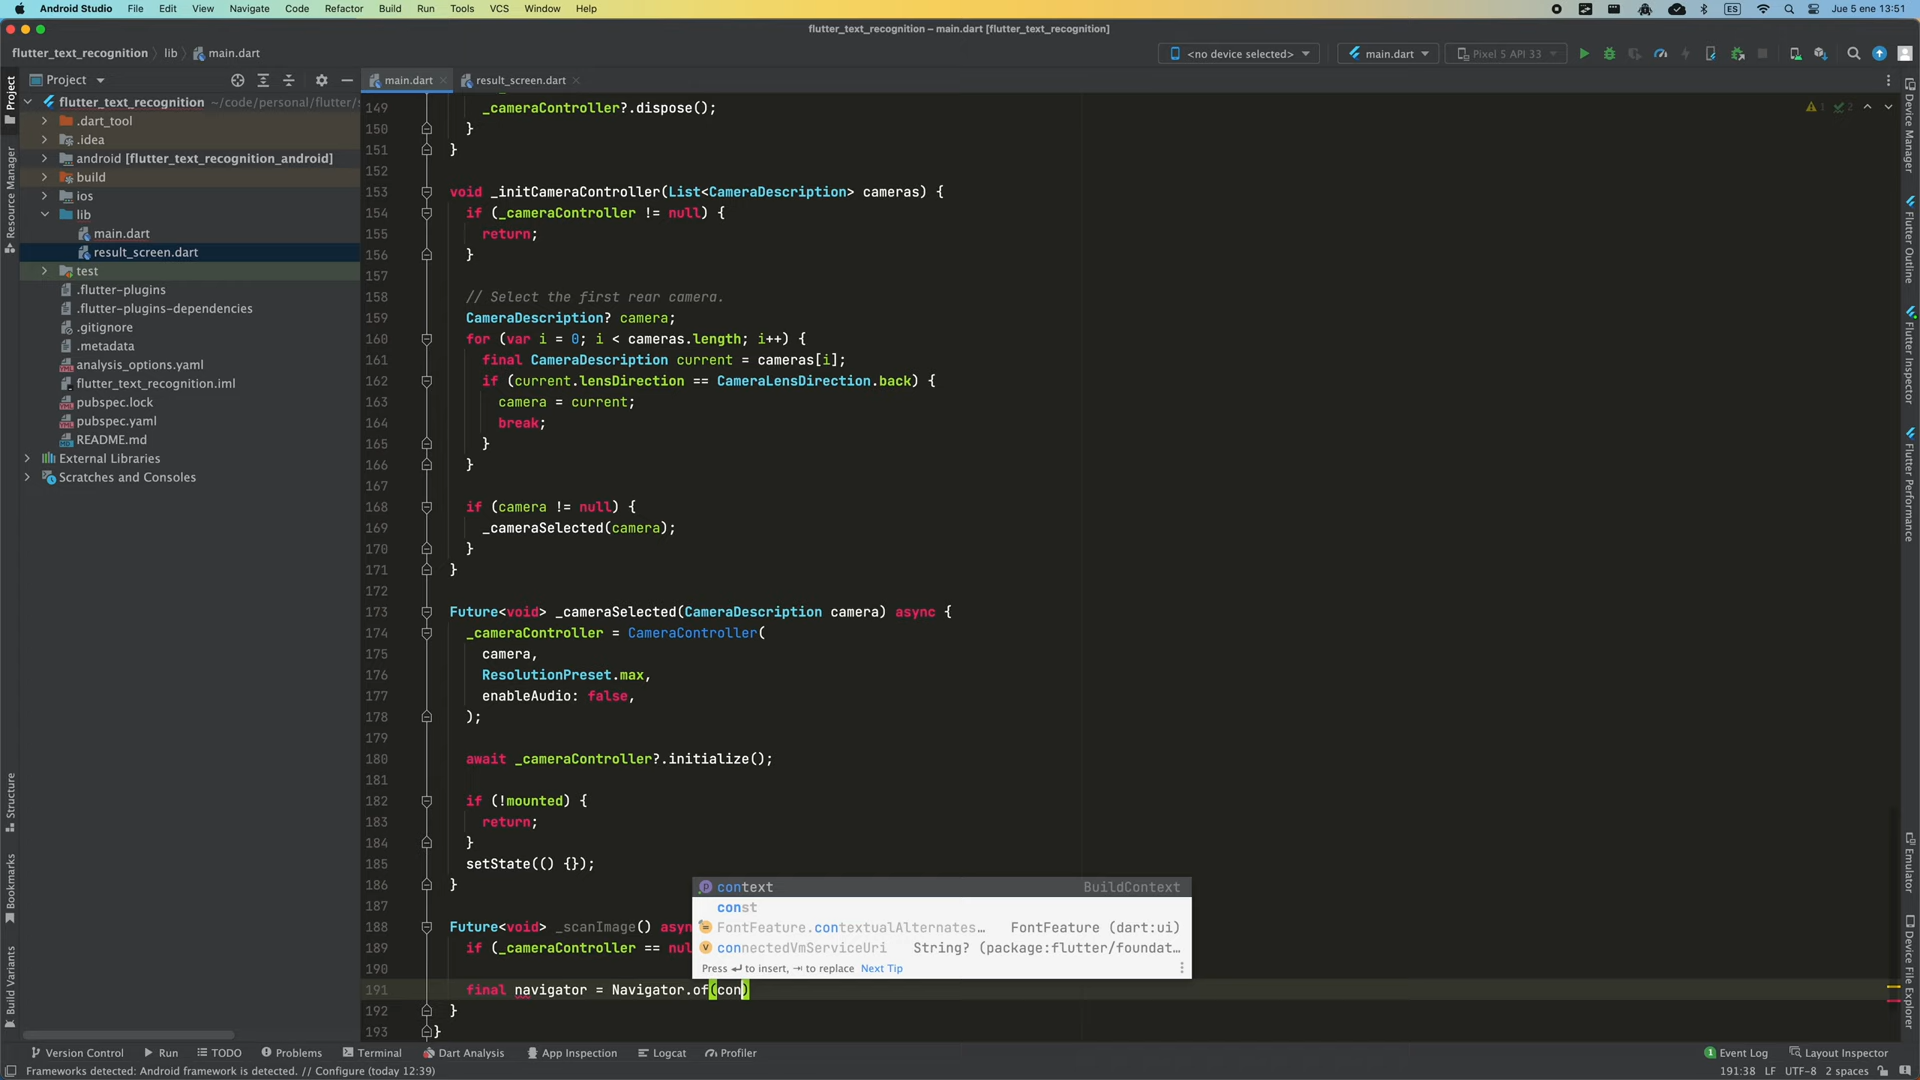 Android Studio File Edit View Navigate Code Refactor Build Run Tools VCS Window Help ES Jue 5 ene 13:51
flutter_text_recognition – main.dart [flutter_text_recognition]
flutter_text_recognition lib main.dart <no device selected> main.dart Pixel 5 API 33
Project main.dart result_screen.dart
flutter_text_recognition ~/code/personal/flutter/s
.dart_tool
.idea
android [flutter_text_recognition_android]
build
ios
lib
main.dart
result_screen.dart
test
.flutter-plugins
.flutter-plugins-dependencies
.gitignore
.metadata
analysis_options.yaml
flutter_text_recognition.iml
pubspec.lock
pubspec.yaml
README.md
External Libraries
Scratches and Consoles
Project
Resource Manager
Structure
Bookmarks
Build Variants
1 2
149 _cameraController?.dispose();
150 }
151 }
152
153 void _initCameraController(List<CameraDescription> cameras) {
154 if (_cameraController != null) {
155 return;
156 }
157
158 // Select the first rear camera.
159 CameraDescription? camera;
160 for (var i = 0; i < cameras.length; i++) {
161 final CameraDescription current = cameras[i];
162 if (current.lensDirection == CameraLensDirection.back) {
163 camera = current;
164 break;
165 }
166 }
167
168 if (camera != null) {
169 _cameraSelected(camera);
170 }
171 }
172
173 Future<void> _cameraSelected(CameraDescription camera) async {
174 _cameraController = CameraController(
175 camera,
176 ResolutionPreset.max,
177 enableAudio: false,
178 );
179
180 await _cameraController?.initialize();
181
182 if (!mounted) {
183 return;
184 }
185 setState(() {});
186 }
187
188 Future<void> _scanImage() asyn
189 if (_cameraController == nul
190
191 final navigator = Navigator.of(con)
192 }
193 }
context BuildContext
const
FontFeature.contextualAlternates… FontFeature (dart:ui)
connectedVmServiceUri String? (package:flutter/foundat…
Press ↵ to insert, ⇥ to replace Next Tip
Device Manager
Flutter Outline
Flutter Inspector
Flutter Performance
Emulator
Device File Explorer
Version Control Run TODO Problems Terminal Dart Analysis App Inspection Logcat Profiler 1 Event Log Layout Inspector
Frameworks detected: Android framework is detected. // Configure (today 12:39) 191:38 LF UTF-8 2 spaces